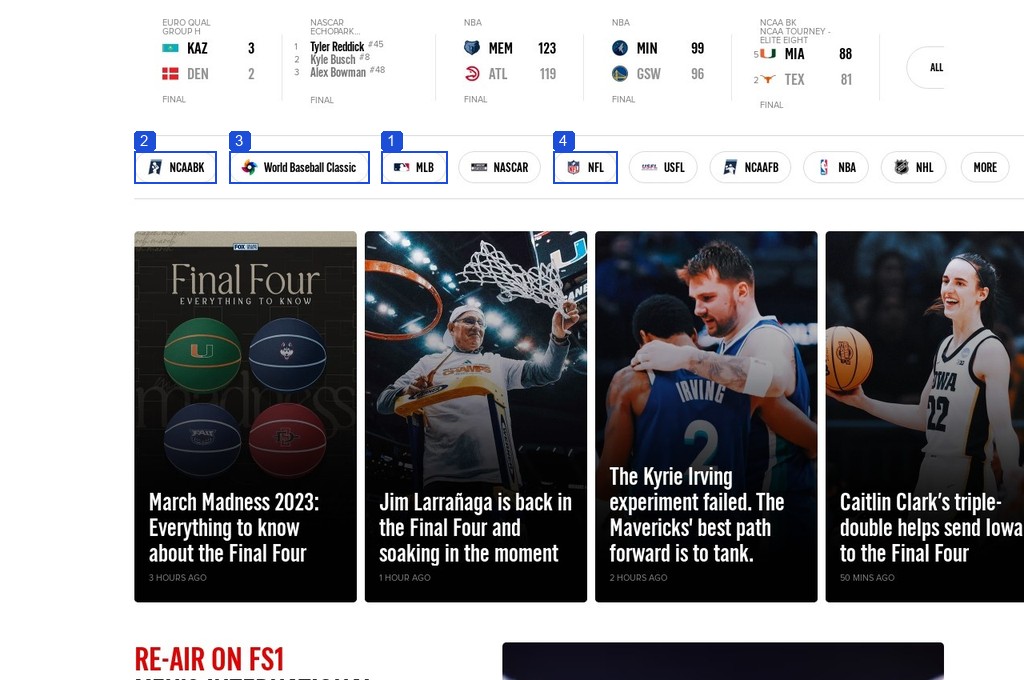 EURO QUAL
GROUP H
KAZ 3
DEN 2
FINAL
NASCAR
ECHOPARK...
1 Tyler Reddick #45
2 Kyle Busch #8
3 Alex Bowman #48
FINAL
NBA
MEM 123
ATL 119
FINAL
NBA
MIN 99
GSW 96
FINAL
NCAA BK
NCAA TOURNEY -
ELITE EIGHT
5 MIA 88
2 TEX 81
FINAL
ALL
2 3 1 4
NCAABK World Baseball Classic MLB NASCAR NFL USFL NCAAFB NBA NHL MORE
FOX
Final Four
EVERYTHING TO KNOW
madness
March Madness 2023:
Everything to know
about the Final Four
3 HOURS AGO
CHAMPS
Jim Larrañaga is back in
the Final Four and
soaking in the moment
1 HOUR AGO
IRVING
2
The Kyrie Irving
experiment failed. The
Mavericks' best path
forward is to tank.
2 HOURS AGO
IOWA
22
Caitlin Clark's triple-
double helps send Iowa
to the Final Four
50 MINS AGO
RE-AIR ON FS1